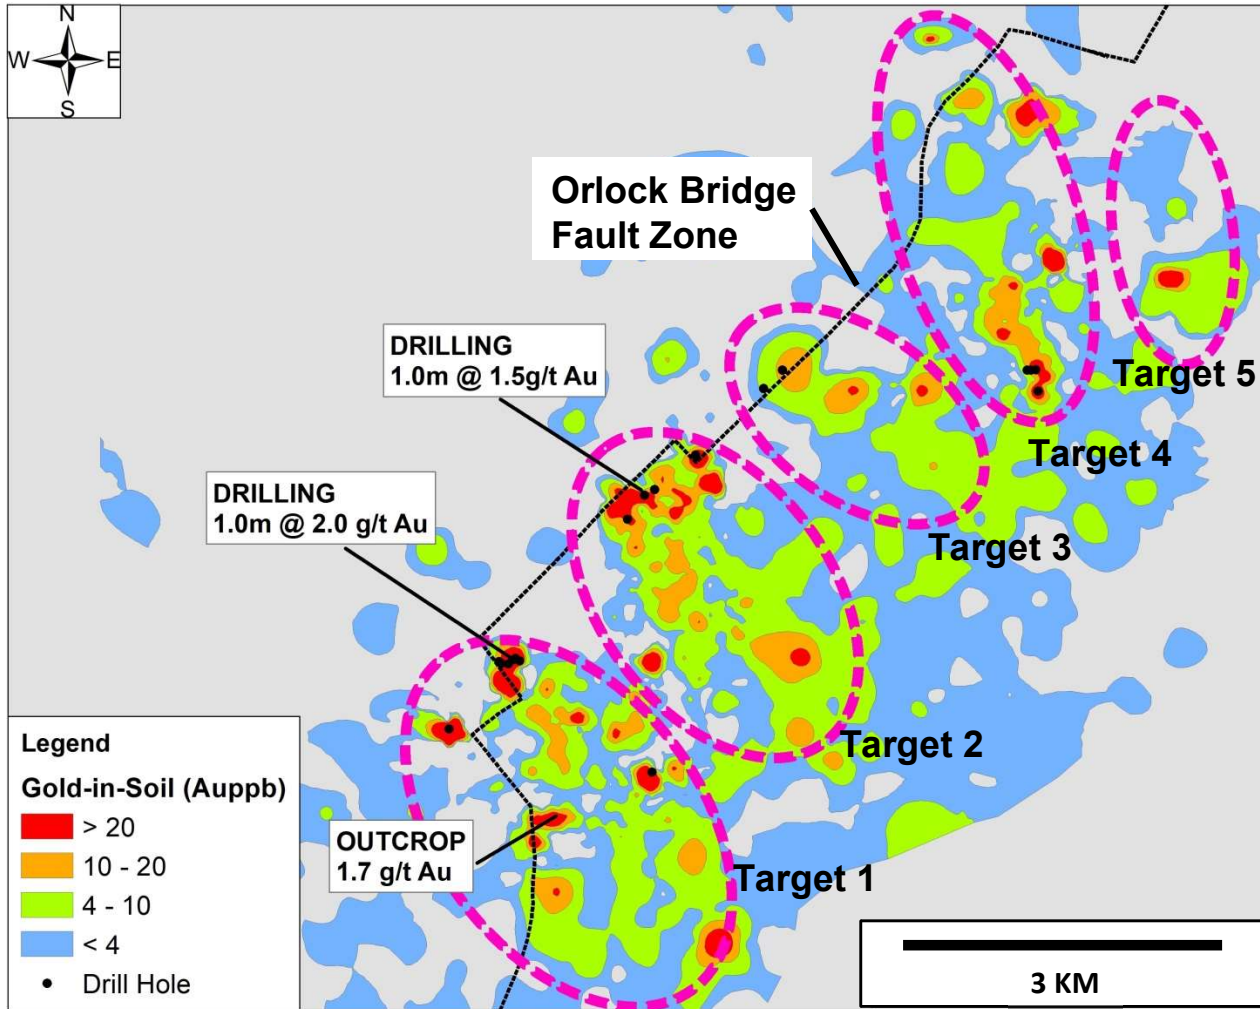 N
W E
S
Orlock Bridge
Fault Zone
DRILLING
1.0m @ 1.5g/t Au
Target 5
Target 4
DRILLING
1.0m @ 2.0 g/t Au
Target 3
Target 2
OUTCROP
1.7 g/t Au
Target 1
Legend
Gold-in-Soil (Auppb)
> 20
10 - 20
4 - 10
< 4
Drill Hole
3 KM